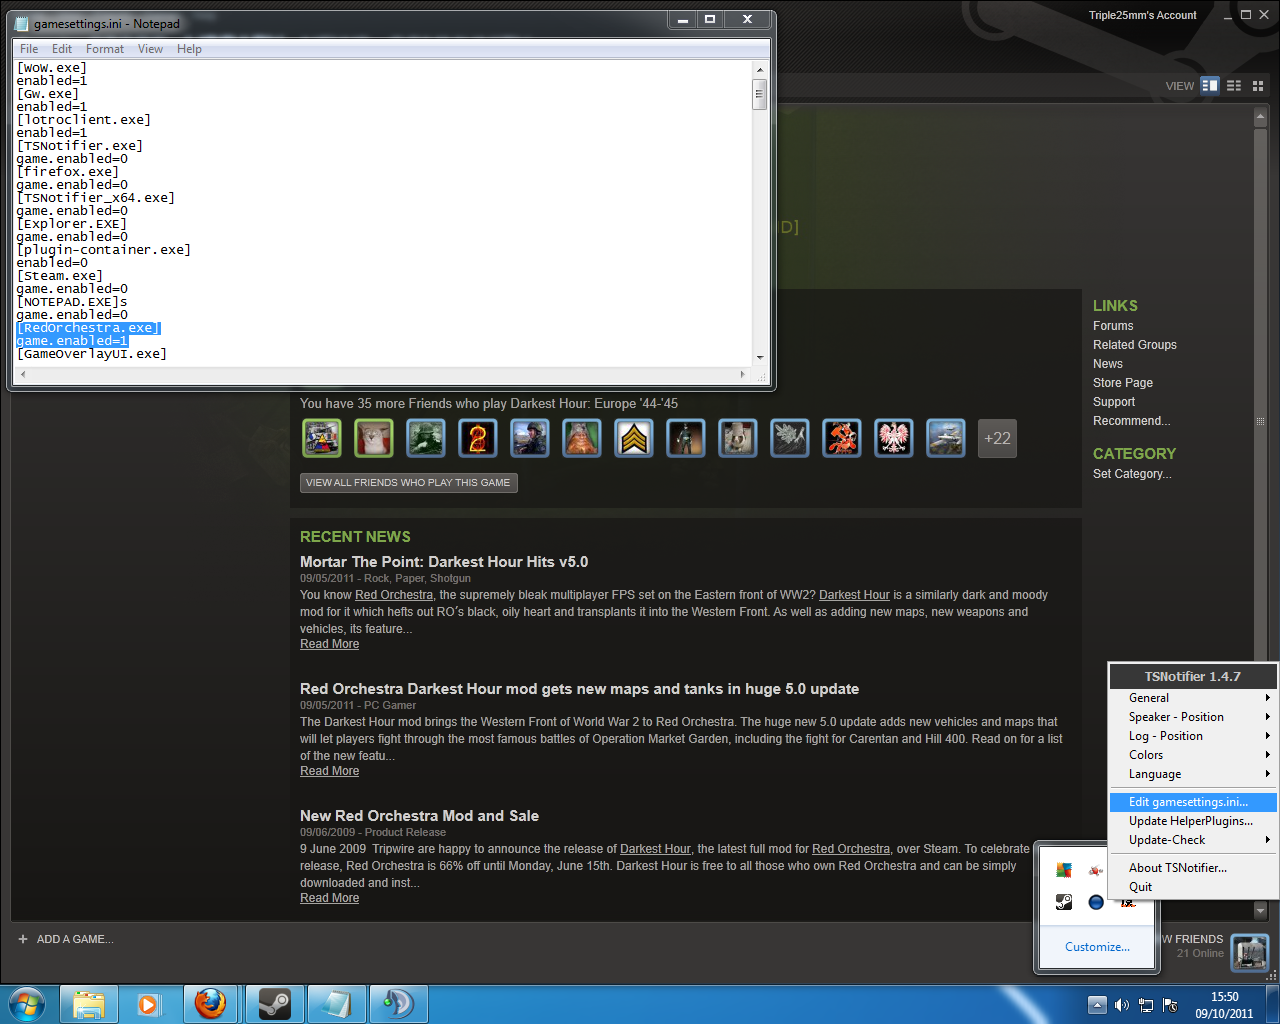 gamesettings.ini - Notepad
File Edit Format View Help
[wow.exe]
enabled=1
[Gw.exe]
enabled=1
[lotroclient.exe]
enabled=1
[TSNotifier.exe]
game.enabled=0
[firefox.exe]
game.enabled=0
[TSNotifier_x64.exe]
game.enabled=0
[Explorer.EXE]
game.enabled=0
[plugin-container.exe]
enabled=0
[Steam.exe]
game.enabled=0
[NOTEPAD.EXE]s
game.enabled=0
[RedOrchestra.exe]
game.enabled=1
[GameOverlayUI.exe]
Triple25mm's Account
VIEW
D]
You have 35 more Friends who play Darkest Hour: Europe '44-'45
+22
VIEW ALL FRIENDS WHO PLAY THIS GAME
LINKS
Forums
Related Groups
News
Store Page
Support
Recommend...
CATEGORY
Set Category...
RECENT NEWS
Mortar The Point: Darkest Hour Hits v5.0
09/05/2011 - Rock, Paper, Shotgun
You know Red Orchestra, the supremely bleak multiplayer FPS set on the Eastern front of WW2? Darkest Hour is a similarly dark and moody
mod for it which hefts out RO´s black, oily heart and transplants it into the Western Front. As well as adding new maps, new weapons and
vehicles, its feature...
Read More
Red Orchestra Darkest Hour mod gets new maps and tanks in huge 5.0 update
09/05/2011 - PC Gamer
The Darkest Hour mod brings the Western Front of World War 2 to Red Orchestra. The huge new 5.0 update adds new vehicles and maps that
will let players fight through the most famous battles of Operation Market Garden, including the fight for Carentan and Hill 400. Read on for a list
of the new featu...
Read More
New Red Orchestra Mod and Sale
09/06/2009 - Product Release
9 June 2009 Tripwire are happy to announce the release of Darkest Hour, the latest full mod for Red Orchestra, over Steam. To celebrate
release, Red Orchestra is 66% off until Monday, June 15th. Darkest Hour is free to all those who own Red Orchestra and can be simply
downloaded and inst...
Read More
TSNotifier 1.4.7
General
Speaker - Position
Log - Position
Colors
Language
Edit gamesettings.ini...
Update HelperPlugins...
Update-Check
About TSNotifier...
Quit
Customize...
ADD A GAME...
W FRIENDS
21 Online
15:50
09/10/2011